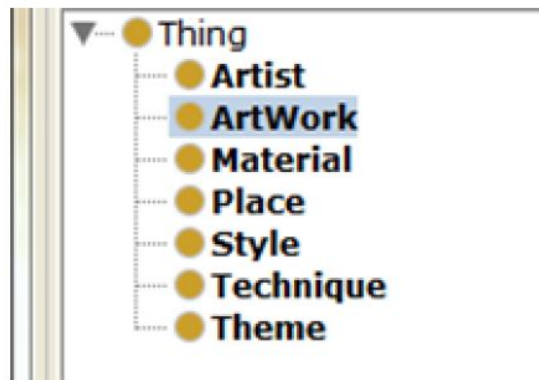 Thing
Artist
ArtWork
Material
Place
Style
Technique
Theme